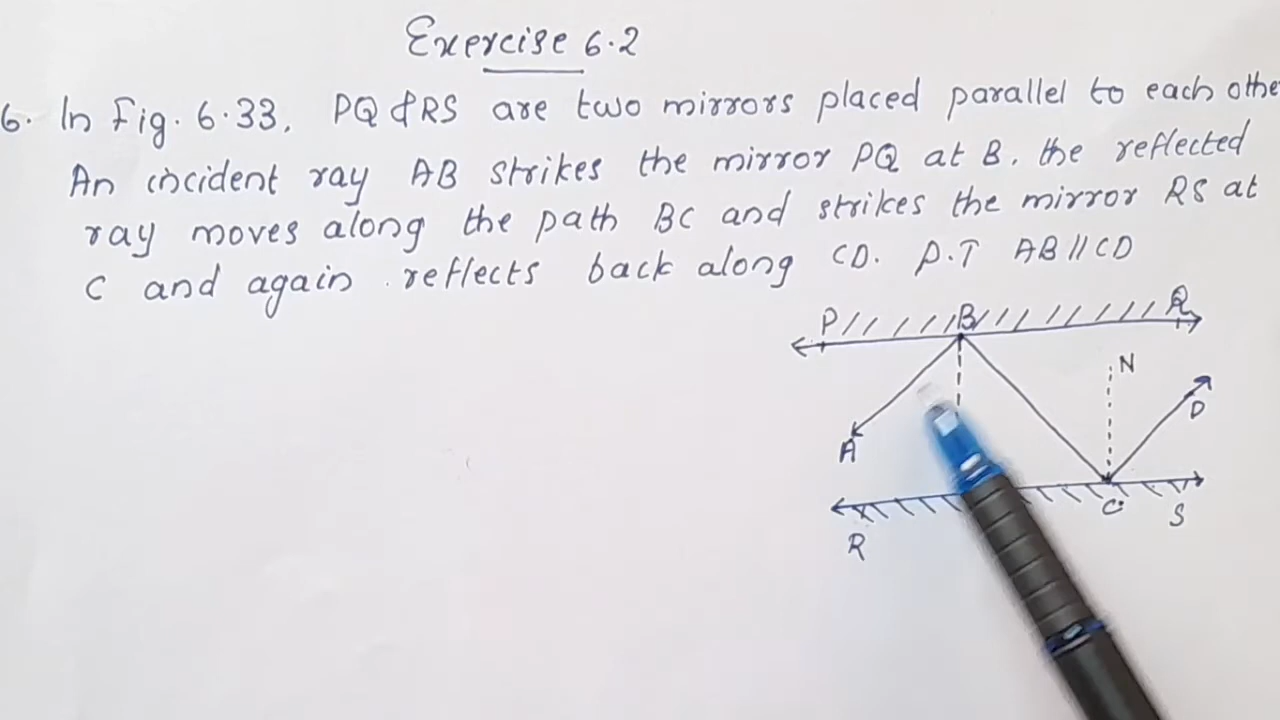 Exercise 6.2
6. In Fig. 6.33, PQ & RS are two mirrors placed parallel to each othe
An incident ray AB strikes the mirror PQ at B, the reflected
ray moves along the path BC and strikes the mirror RS at
C and again reflects back along CD. P.T AB//CD
P B Q
N
A D
C S
R